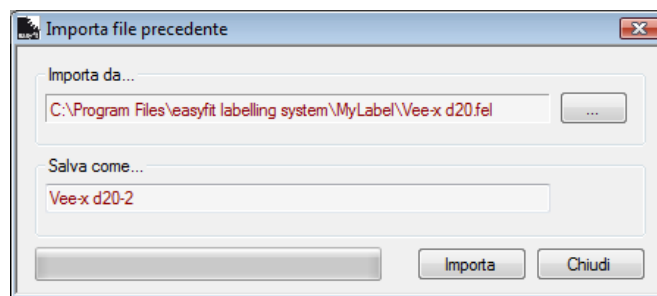 Importa file precedente
Importa da...
C:\Program Files\easyfit labelling system\MyLabel\Vee-x d20.fel
...
Salva come...
Vee-x d20-2
Importa
Chiudi